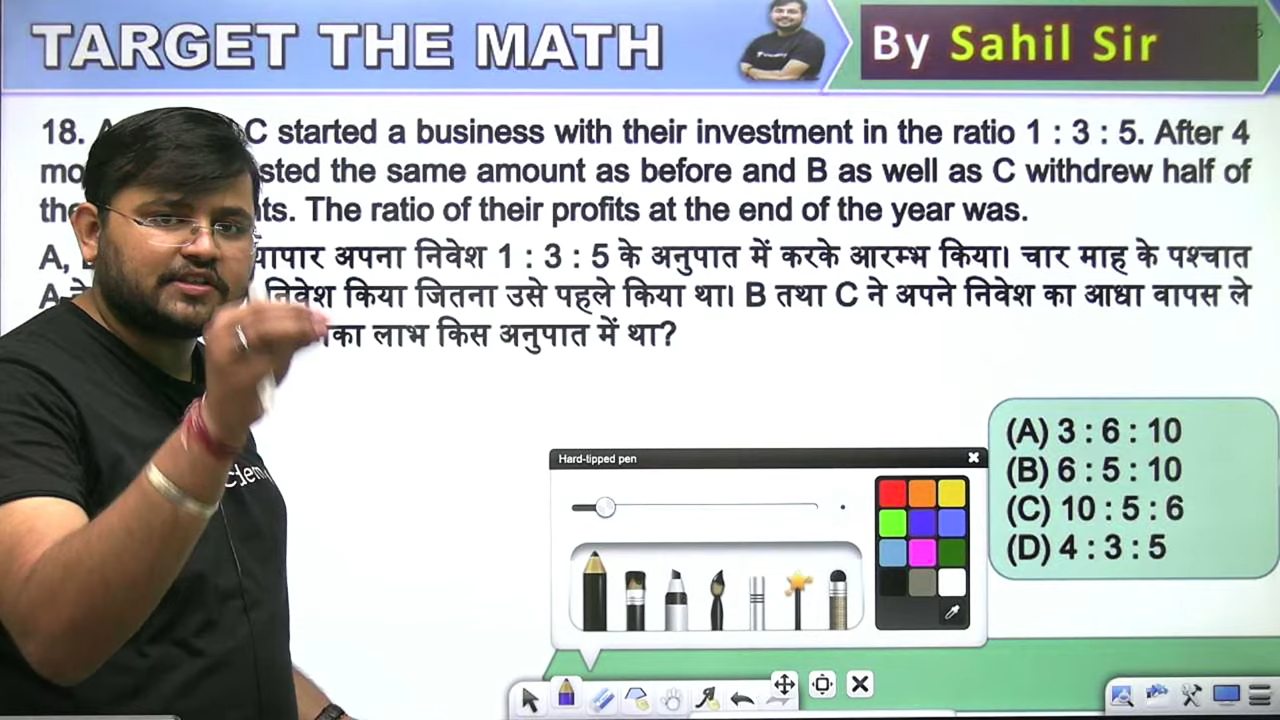 TARGET THE MATH
By Sahil Sir
18. A C started a business with their investment in the ratio 1 : 3 : 5. After 4
mo sted the same amount as before and B as well as C withdrew half of
the ts. The ratio of their profits at the end of the year was.
A, यापार अपना निवेश 1 : 3 : 5 के अनुपात में करके आरम्भ किया। चार माह के पश्चात
A ने निवेश किया जितना उसे पहले किया था। B तथा C ने अपने निवेश का आधा वापस ले
का लाभ किस अनुपात में था?
(A) 3 : 6 : 10
(B) 6 : 5 : 10
(C) 10 : 5 : 6
(D) 4 : 3 : 5
Hard-tipped pen